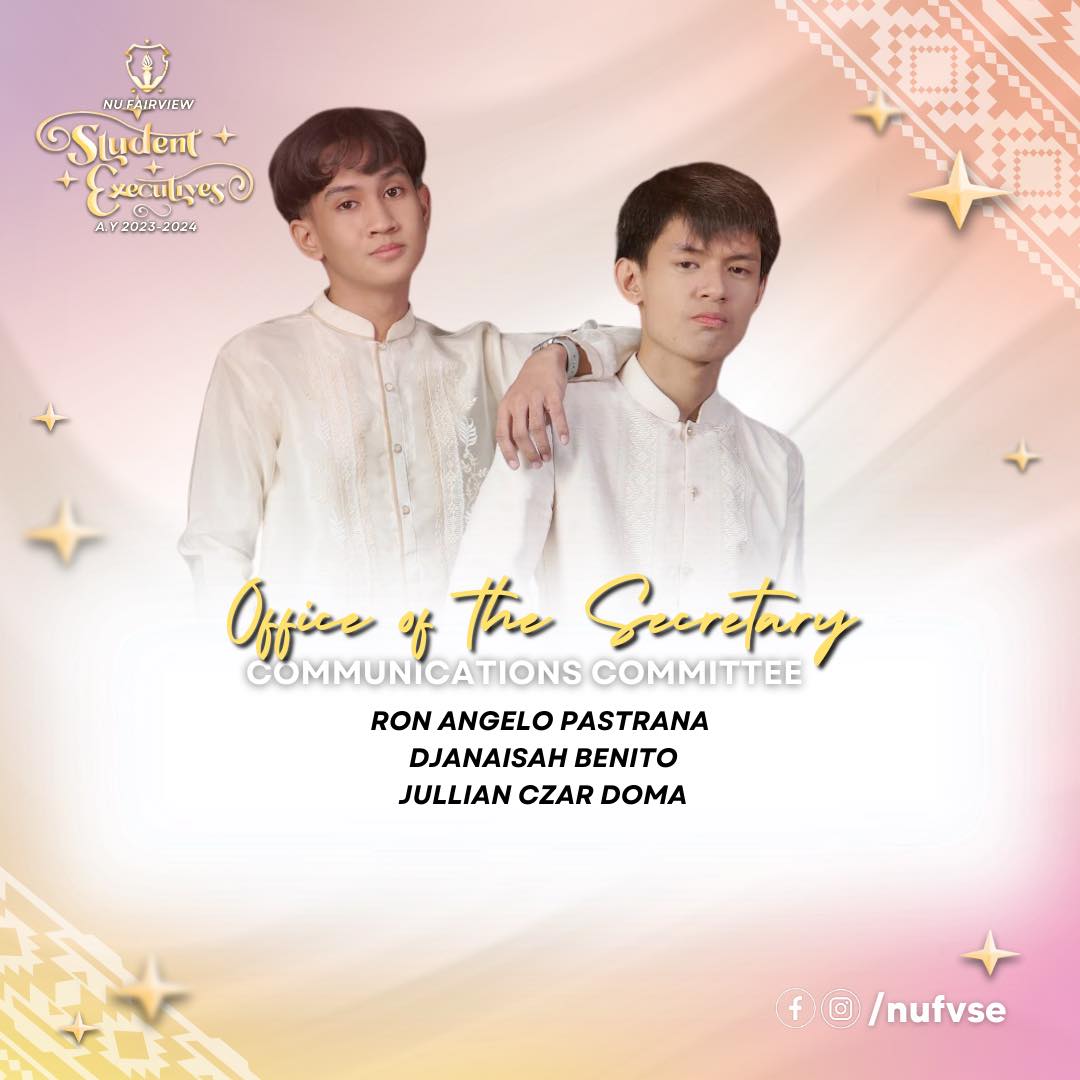 NU FAIRVIEW
Student
Executives
A.Y 2023-2024
Office of the Secretary
COMMUNICATIONS COMMITTEE
RON ANGELO PASTRANA
DJANAISAH BENITO
JULLIAN CZAR DOMA
/nufvse